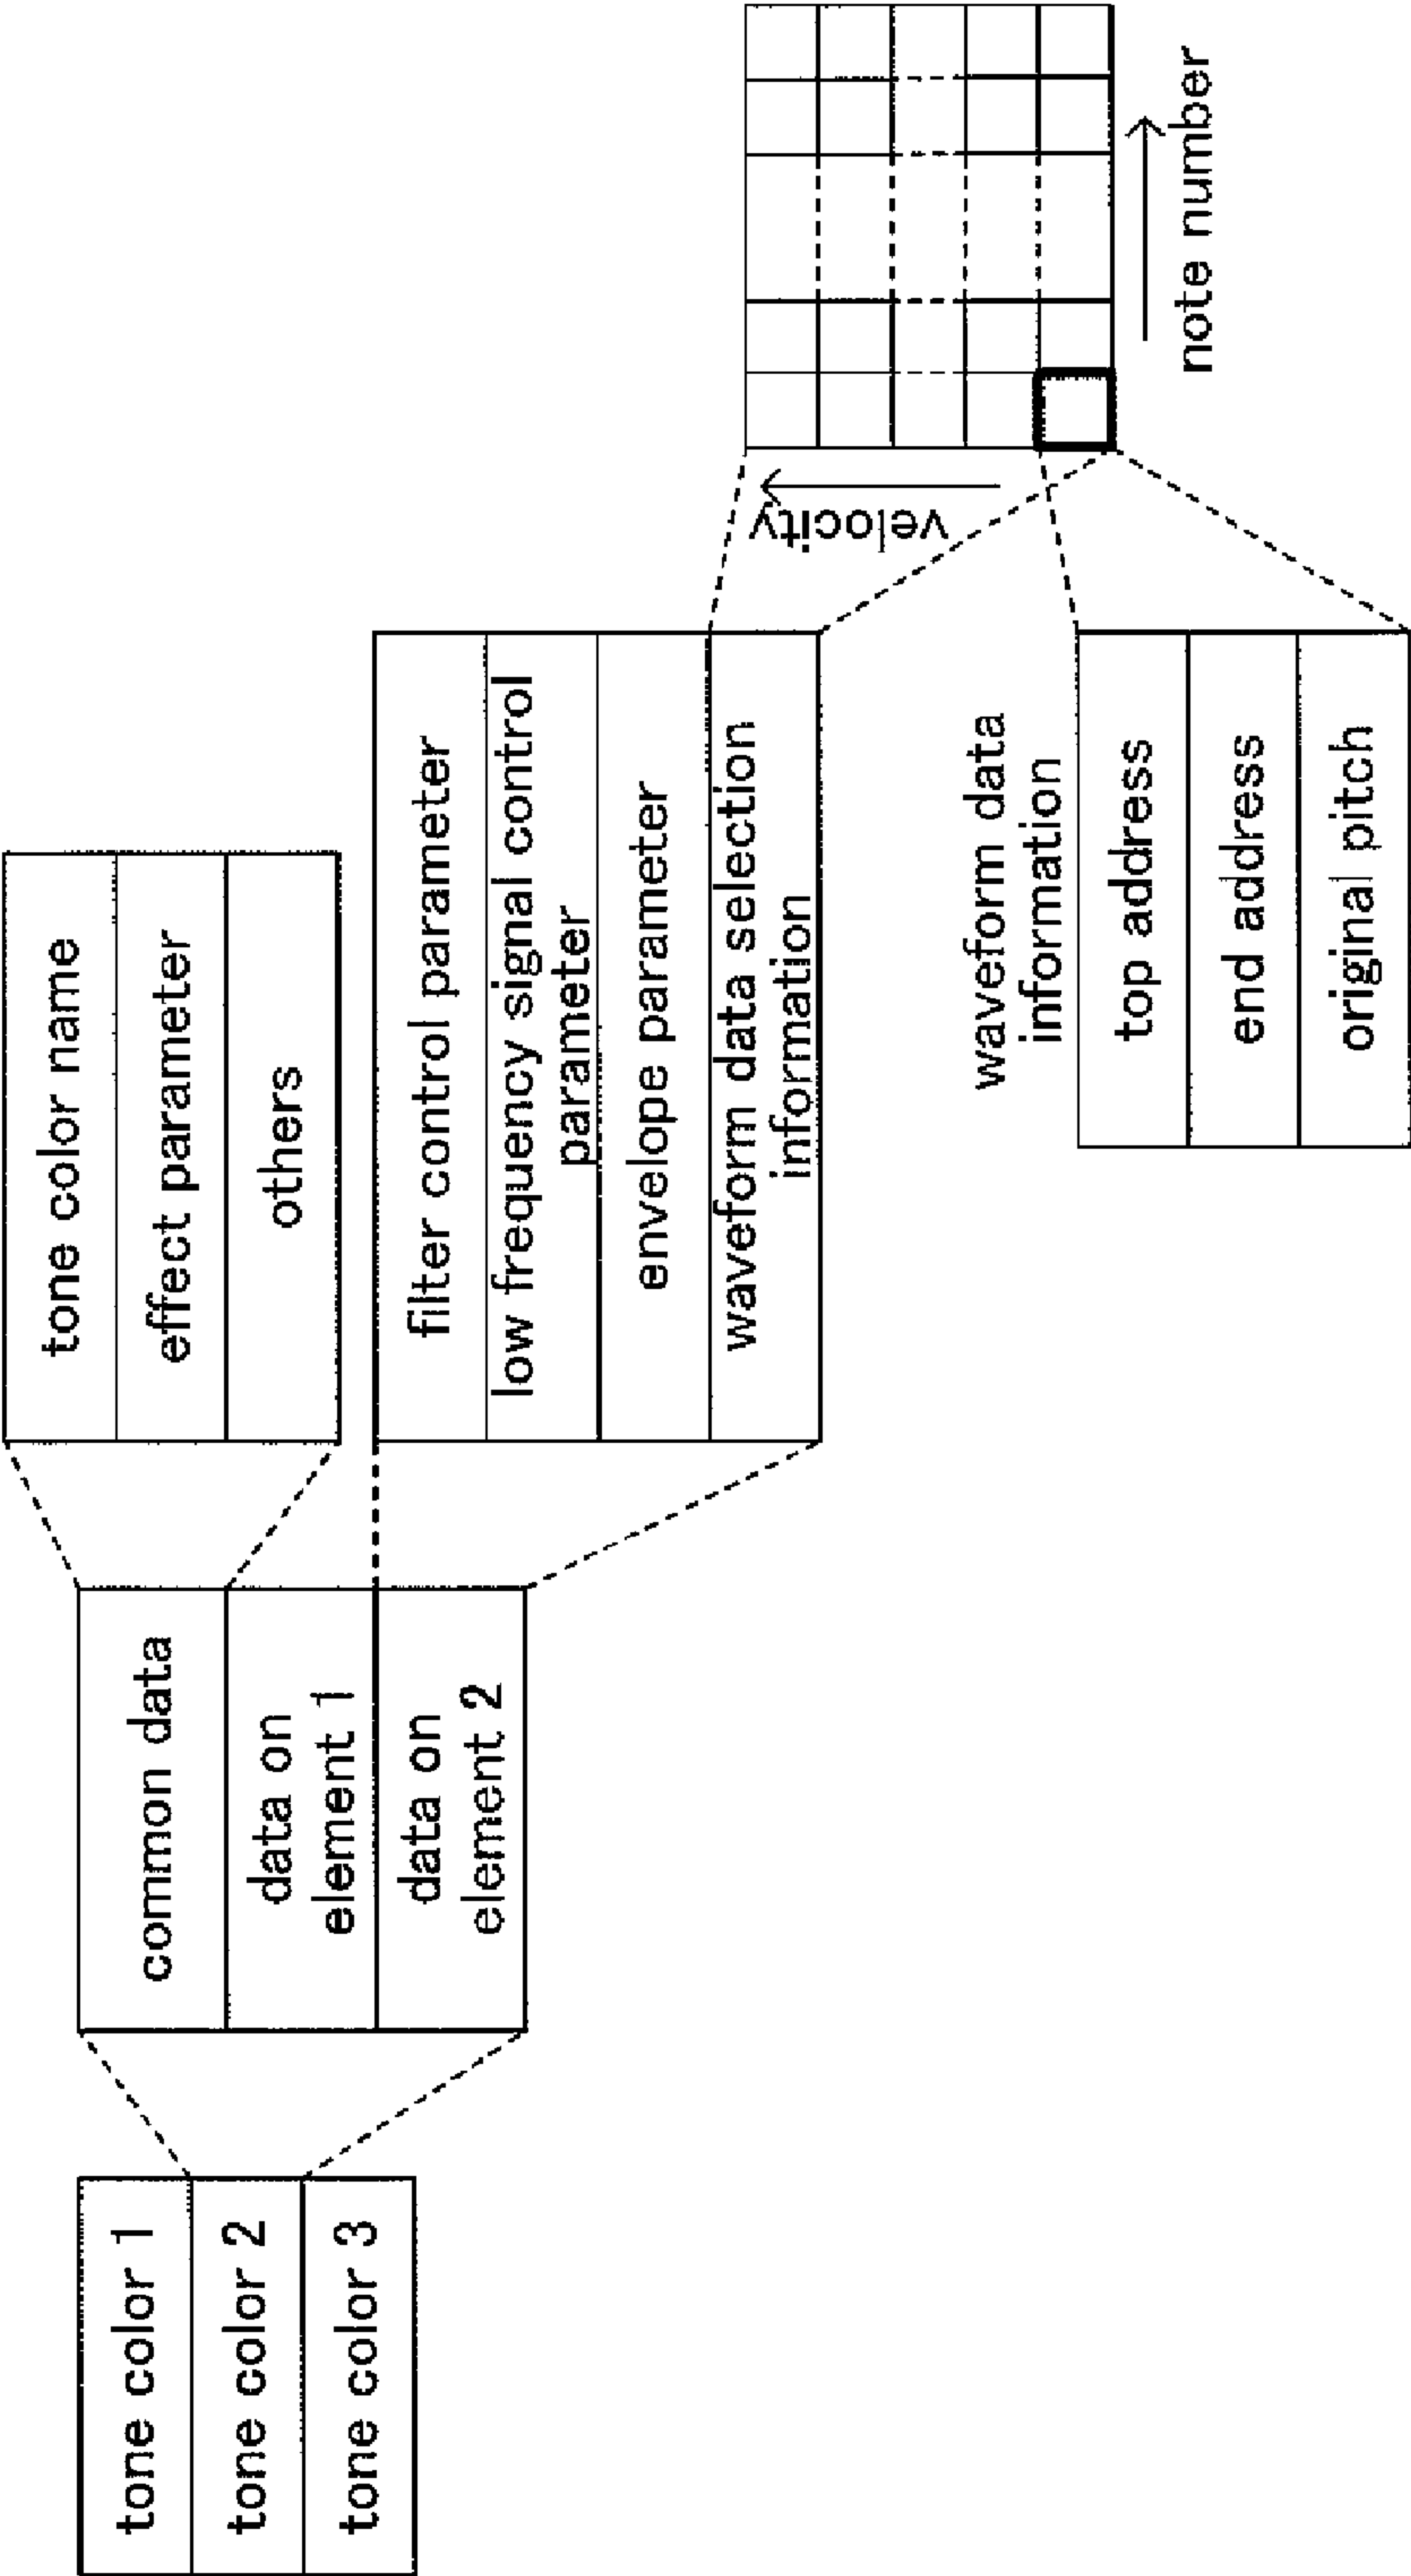 tone color 1
tone color 2
tone color 3
common data
data on
element 1
data on
element 2
tone color name
effect parameter
others
filter control parameter
low frequency signal control
parameter
envelope parameter
waveform data selection
information
velocity
note number
waveform data
information
top address
end address
original pitch